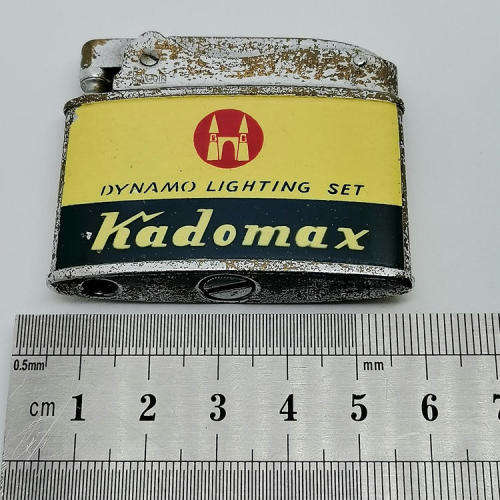 DYNAMO LIGHTING SET
Kadomax
0.5mm
mm
cm 1 2 3 4 5 6 7